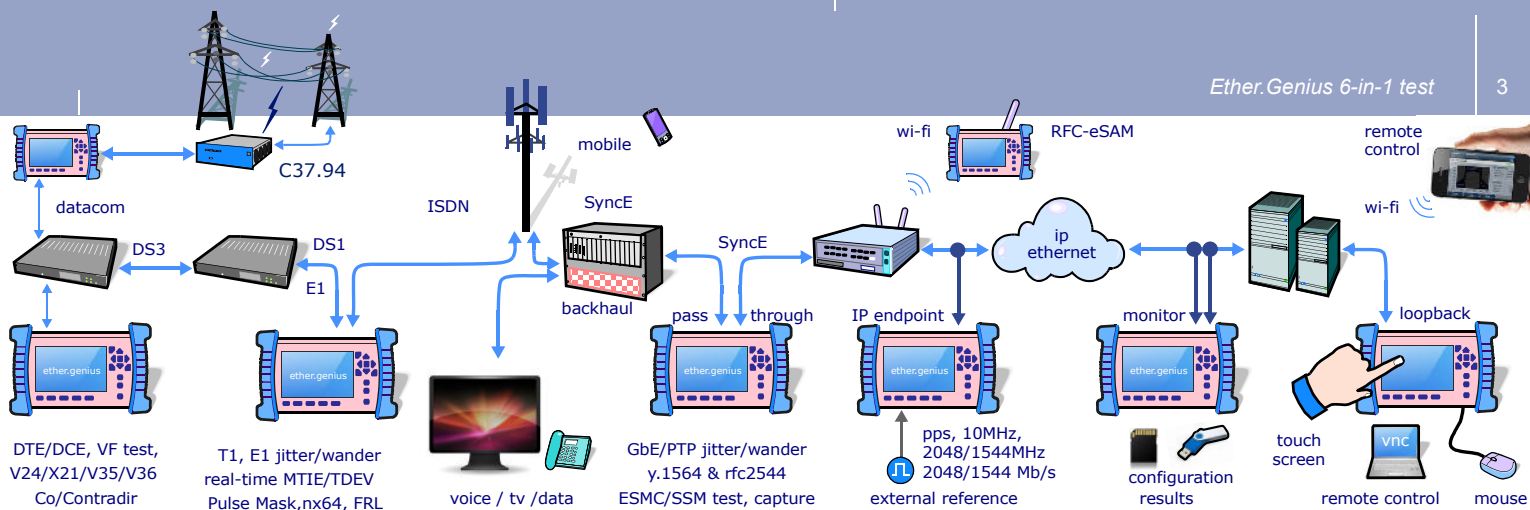 Ether.Genius 6-in-1 test
3
C37.94
datacom
DS3
DS1
E1
ISDN
mobile
SyncE
backhaul
SyncE
wi-fi
RFC-eSAM
ip
ethernet
remote
control
wi-fi
pass
through
IP endpoint
monitor
loopback
ether.genius
ether.genius
ether.genius
ether.genius
ether.genius
DTE/DCE, VF test,
V24/X21/V35/V36
Co/Contradir
T1, E1 jitter/wander
real-time MTIE/TDEV
Pulse Mask,nx64, FRL
voice / tv /data
GbE/PTP jitter/wander
y.1564 & rfc2544
ESMC/SSM test, capture
pps, 10MHz,
2048/1544MHz
2048/1544 Mb/s
external reference
configuration
results
touch
screen
vnc
remote control
mouse